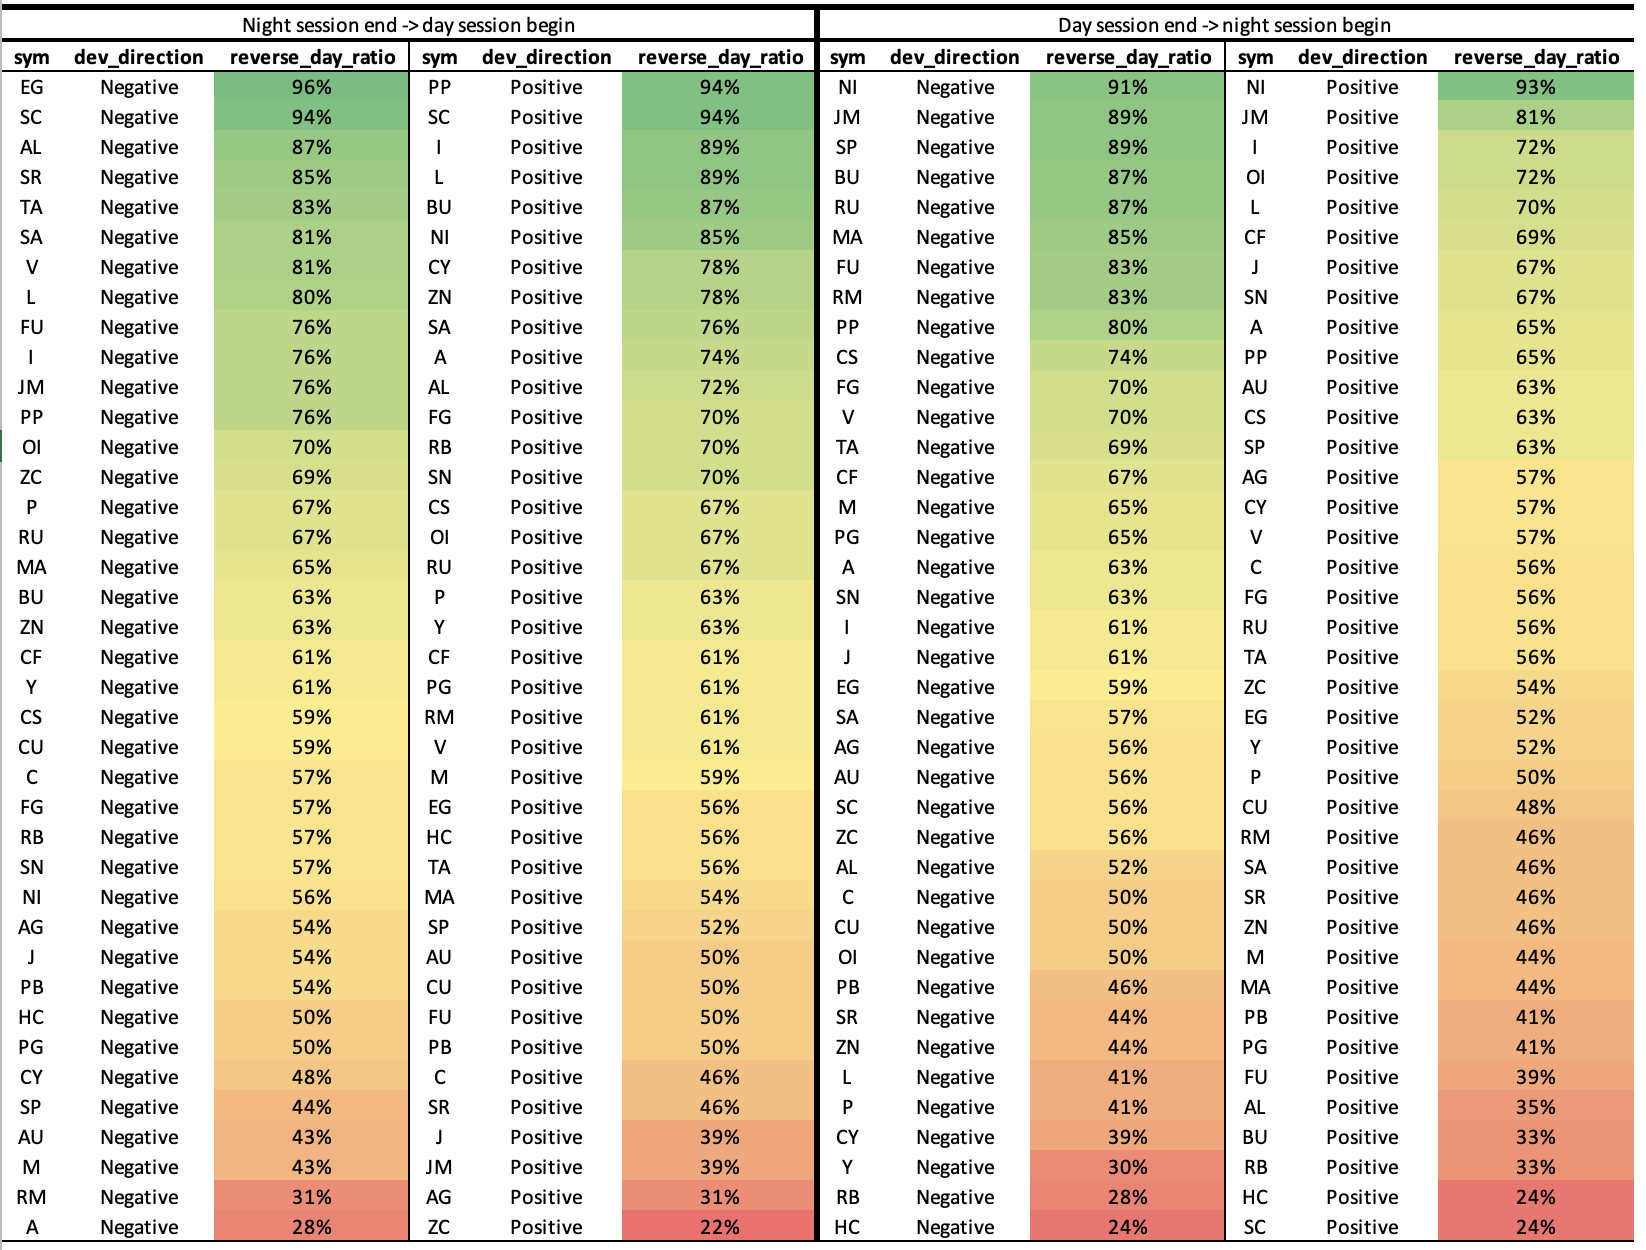 Night session end -> day session begin Day session end -> night session begin
sym dev_direction reverse_day_ratio sym dev_direction reverse_day_ratio sym dev_direction reverse_day_ratio sym dev_direction reverse_day_ratio
EG Negative 96% PP Positive 94% NI Negative 91% NI Positive 93%
SC Negative 94% SC Positive 94% JM Negative 89% JM Positive 81%
AL Negative 87% I Positive 89% SP Negative 89% I Positive 72%
SR Negative 85% L Positive 89% BU Negative 87% OI Positive 72%
TA Negative 83% BU Positive 87% RU Negative 87% L Positive 70%
SA Negative 81% NI Positive 85% MA Negative 85% CF Positive 69%
V Negative 81% CY Positive 78% FU Negative 83% J Positive 67%
L Negative 80% ZN Positive 78% RM Negative 83% SN Positive 67%
FU Negative 76% SA Positive 76% PP Negative 80% A Positive 65%
I Negative 76% A Positive 74% CS Negative 74% PP Positive 65%
JM Negative 76% AL Positive 72% FG Negative 70% AU Positive 63%
PP Negative 76% FG Positive 70% V Negative 70% CS Positive 63%
OI Negative 70% RB Positive 70% TA Negative 69% SP Positive 63%
ZC Negative 69% SN Positive 70% CF Negative 67% AG Positive 57%
P Negative 67% CS Positive 67% M Negative 65% CY Positive 57%
RU Negative 67% OI Positive 67% PG Negative 65% V Positive 57%
MA Negative 65% RU Positive 67% A Negative 63% C Positive 56%
BU Negative 63% P Positive 63% SN Negative 63% FG Positive 56%
ZN Negative 63% Y Positive 63% I Negative 61% RU Positive 56%
CF Negative 61% CF Positive 61% J Negative 61% TA Positive 56%
Y Negative 61% PG Positive 61% EG Negative 59% ZC Positive 54%
CS Negative 59% RM Positive 61% SA Negative 57% EG Positive 52%
CU Negative 59% V Positive 61% AG Negative 56% Y Positive 52%
C Negative 57% M Positive 59% AU Negative 56% P Positive 50%
FG Negative 57% EG Positive 56% SC Negative 56% CU Positive 48%
RB Negative 57% HC Positive 56% ZC Negative 56% RM Positive 46%
SN Negative 57% TA Positive 56% AL Negative 52% SA Positive 46%
NI Negative 56% MA Positive 54% C Negative 50% SR Positive 46%
AG Negative 54% SP Positive 52% CU Negative 50% ZN Positive 46%
J Negative 54% AU Positive 50% OI Negative 50% M Positive 44%
PB Negative 54% CU Positive 50% PB Negative 46% MA Positive 44%
HC Negative 50% FU Positive 50% SR Negative 44% PB Positive 41%
PG Negative 50% PB Positive 50% ZN Negative 44% PG Positive 41%
CY Negative 48% C Positive 46% L Negative 41% FU Positive 39%
SP Negative 44% SR Positive 46% P Negative 41% AL Positive 35%
AU Negative 43% J Positive 39% CY Negative 39% BU Positive 33%
M Negative 43% JM Positive 39% Y Negative 30% RB Positive 33%
RM Negative 31% AG Positive 31% RB Negative 28% HC Positive 24%
A Negative 28% ZC Positive 22% HC Negative 24% SC Positive 24%